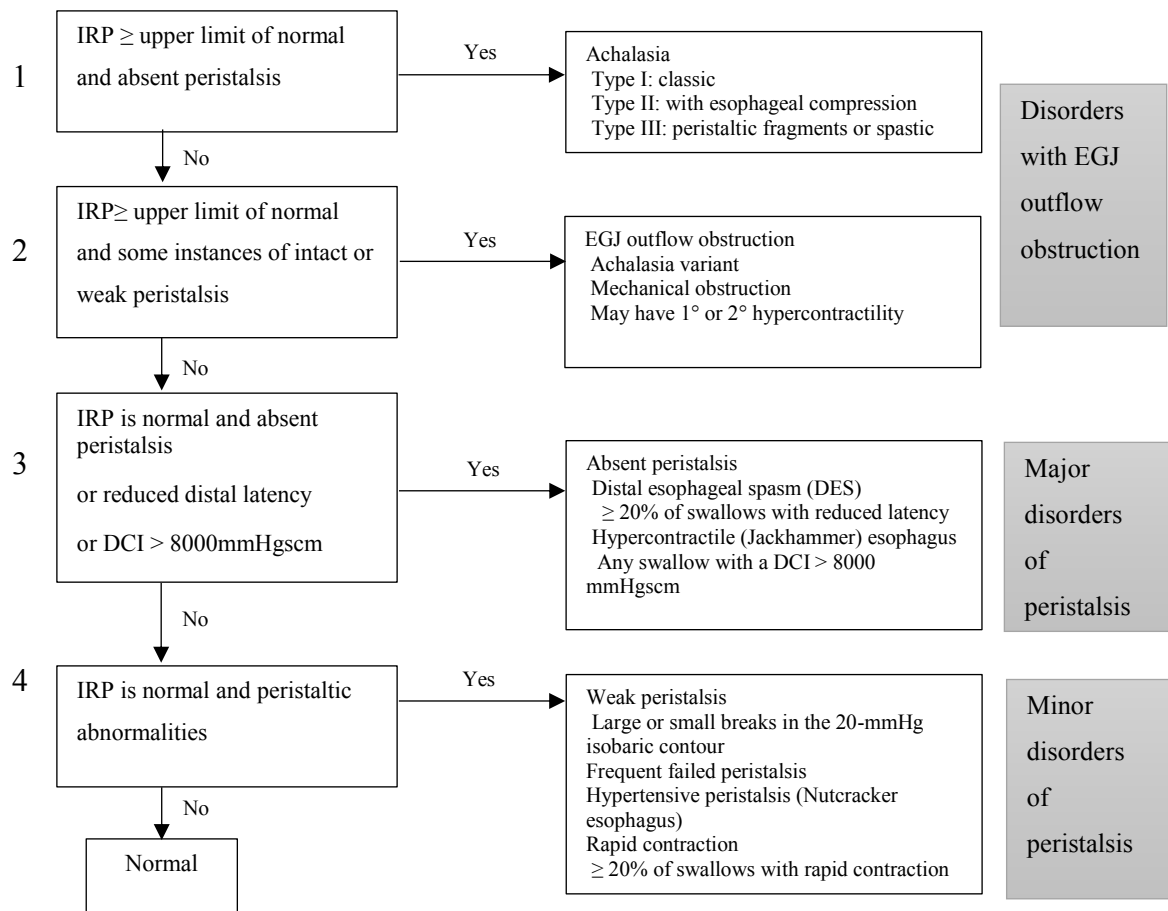 1
IRP ≥ upper limit of normal
and absent peristalsis
Yes
Achalasia
Type I: classic
Type II: with esophageal compression
Type III: peristaltic fragments or spastic
Disorders
with EGJ
outflow
obstruction
No
2
IRP≥ upper limit of normal
and some instances of intact or
weak peristalsis
Yes
EGJ outflow obstruction
Achalasia variant
Mechanical obstruction
May have 1° or 2° hypercontractility
No
3
IRP is normal and absent
peristalsis
or reduced distal latency
or DCI > 8000mmHgscm
Yes
Absent peristalsis
Distal esophageal spasm (DES)
≥ 20% of swallows with reduced latency
Hypercontractile (Jackhammer) esophagus
Any swallow with a DCI > 8000
mmHgscm
Major
disorders
of
peristalsis
No
4
IRP is normal and peristaltic
abnormalities
Yes
Weak peristalsis
Large or small breaks in the 20-mmHg
isobaric contour
Frequent failed peristalsis
Hypertensive peristalsis (Nutcracker
esophagus)
Rapid contraction
≥ 20% of swallows with rapid contraction
Minor
disorders
of
peristalsis
No
Normal